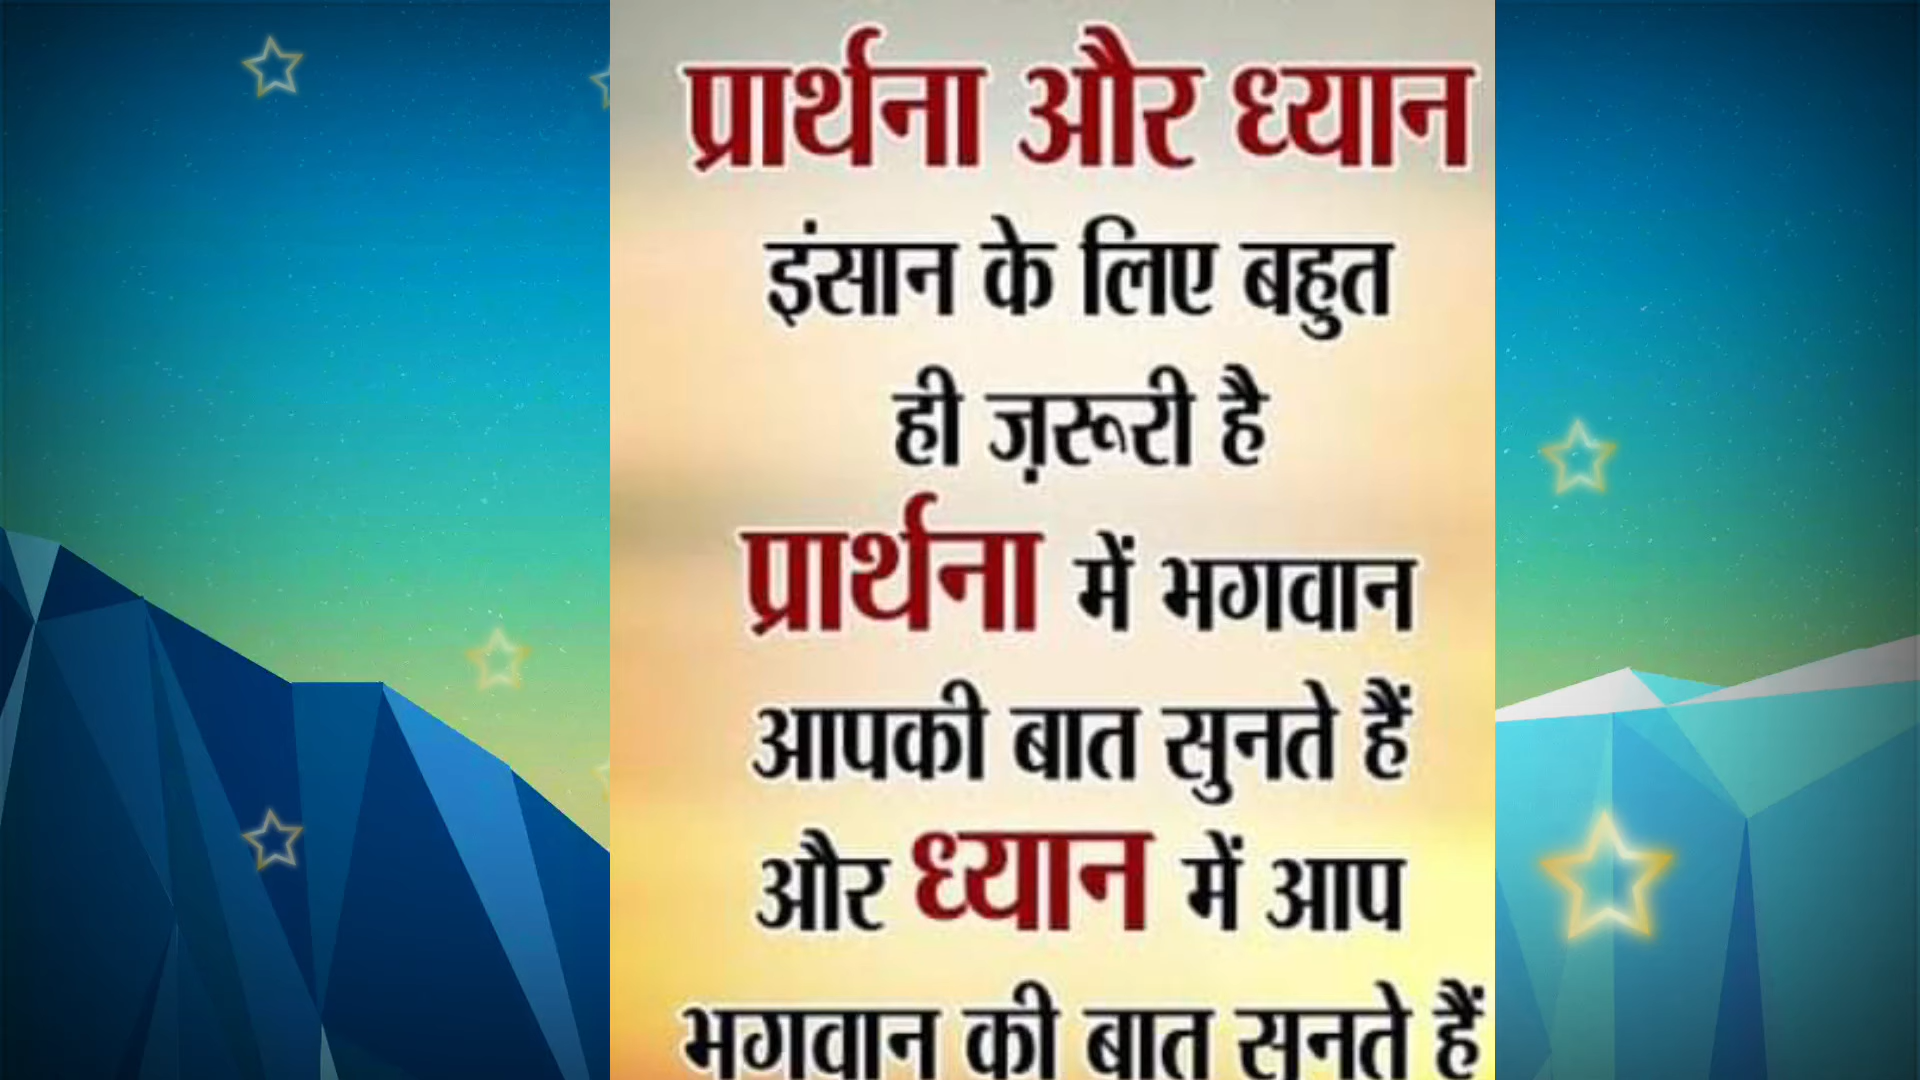 प्रार्थना और ध्यान
इंसान के लिए बहुत
ही ज़रूरी है
प्रार्थना में भगवान
आपकी बात सुनते हैं
और ध्यान में आप
भगवान की बात सुनते हैं